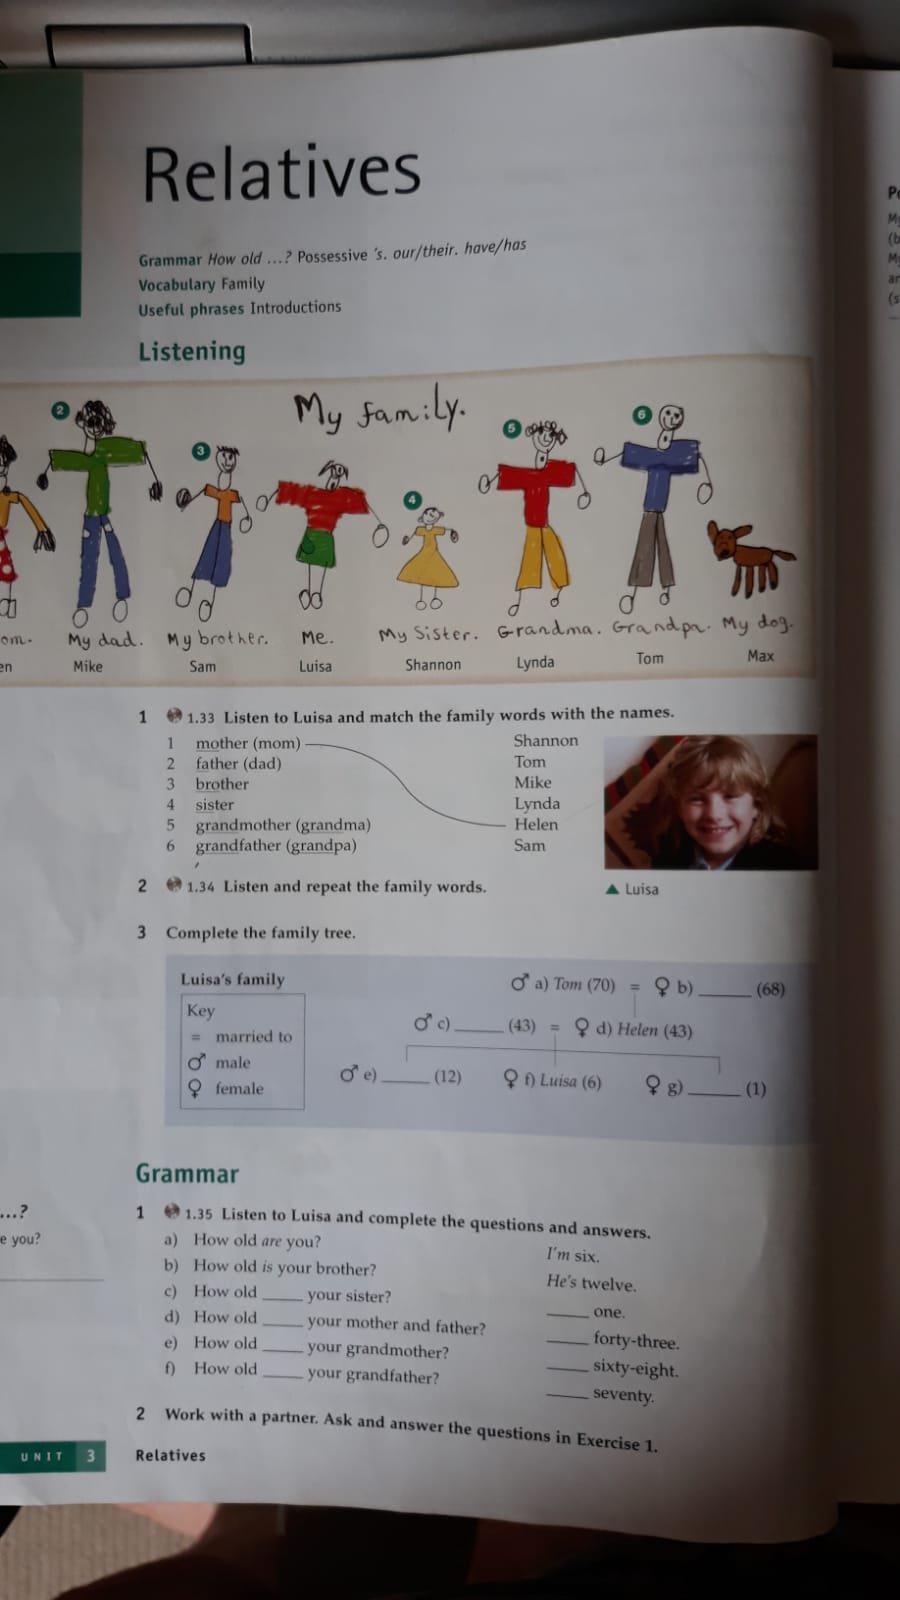 Relatives
Grammar How old ...? Possessive 's. our/their. have/has
Vocabulary Family
Useful phrases Introductions
Listening
My family.
2
3
4
5
6
My dad.
My brother.
Me.
My Sister.
Grandma.
Grandpa.
My dog.
Mike
Sam
Luisa
Shannon
Lynda
Tom
Max
1 1.33 Listen to Luisa and match the family words with the names.
1 mother (mom)
2 father (dad)
3 brother
4 sister
5 grandmother (grandma)
6 grandfather (grandpa)
Shannon
Tom
Mike
Lynda
Helen
Sam
▲ Luisa
2 1.34 Listen and repeat the family words.
3 Complete the family tree.
Luisa's family
Key
= married to
♂ male
♀ female
♂ a) Tom (70) = ♀ b) ______ (68)
♂ c) ______ (43) = ♀ d) Helen (43)
♂ e) ______ (12) ♀ f) Luisa (6) ♀ g) ______ (1)
Grammar
1 1.35 Listen to Luisa and complete the questions and answers.
a) How old are you? I'm six.
b) How old is your brother? He's twelve.
c) How old _____ your sister? _____ one.
d) How old _____ your mother and father? _____ forty-three.
e) How old _____ your grandmother? _____ sixty-eight.
f) How old _____ your grandfather? _____ seventy.
2 Work with a partner. Ask and answer the questions in Exercise 1.
...?
e you?
UNIT 3 Relatives